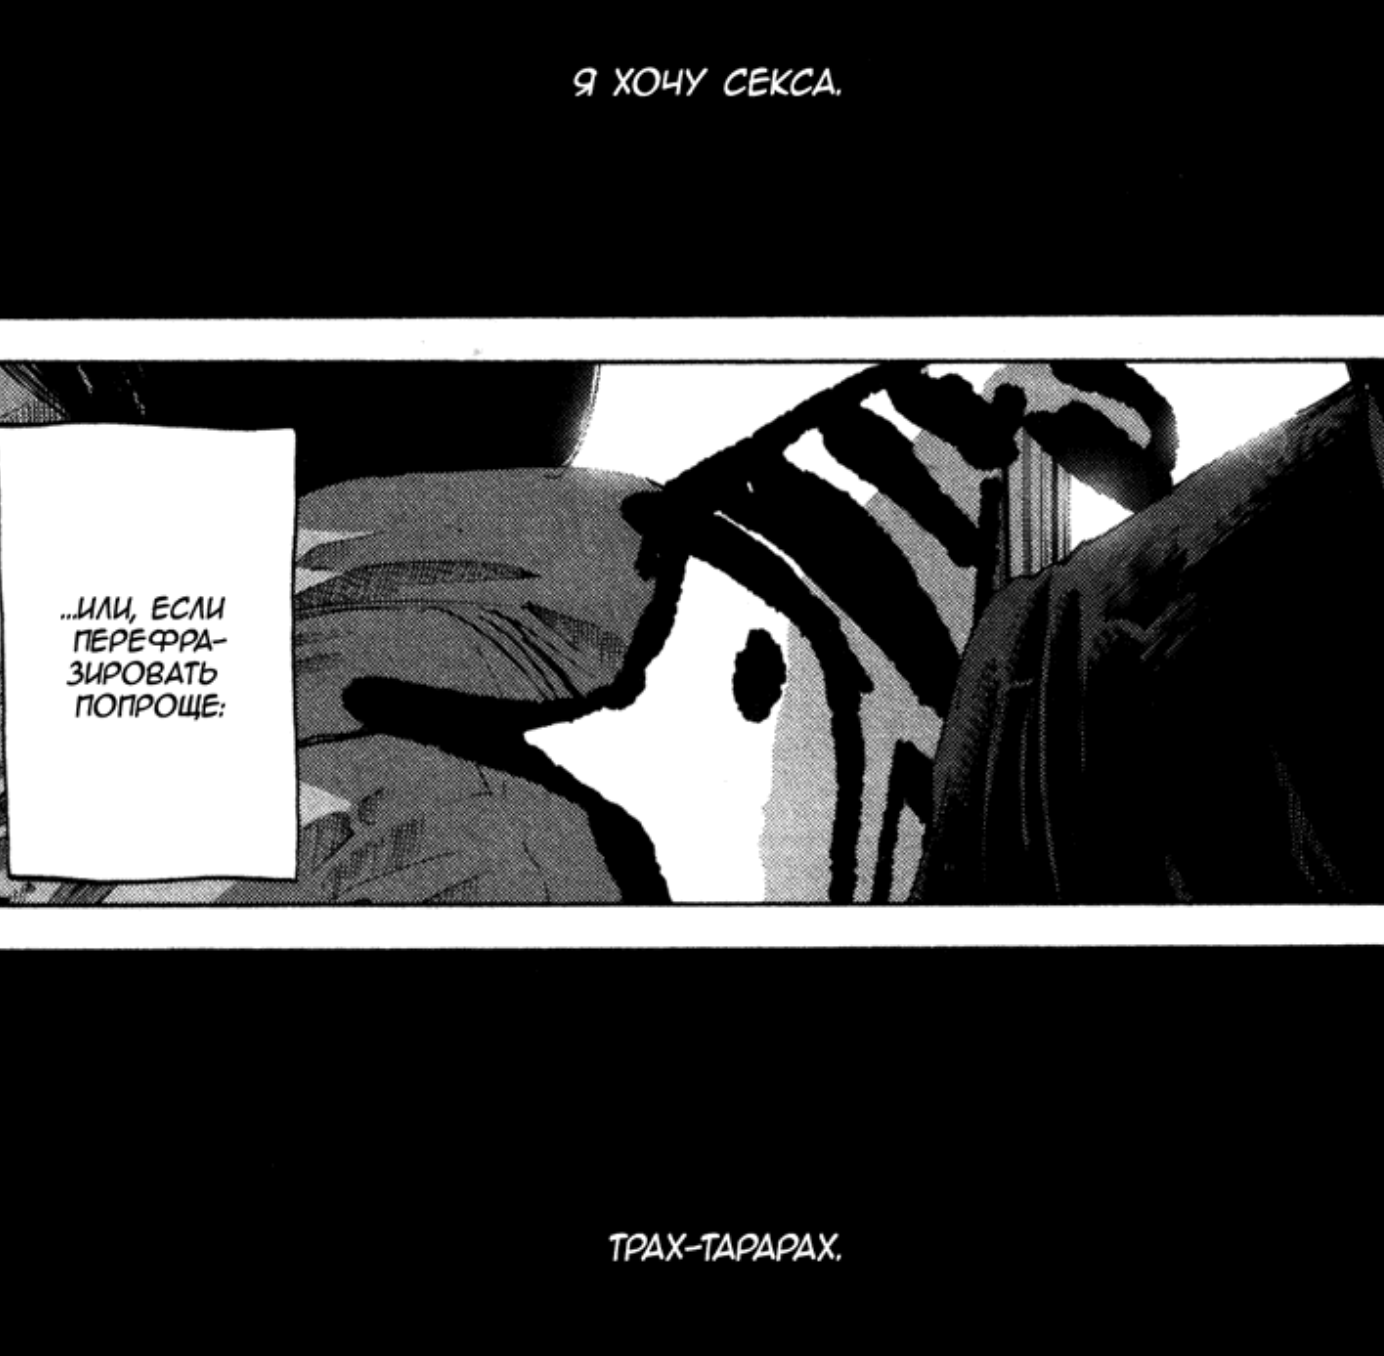 Я ХОЧУ СЕКСА.
...ИЛИ, ЕСЛИ
ПЕРЕФРА-
ЗИРОВАТЬ
ПОПРОЩЕ:
ТРАХ-ТАРАРАХ.